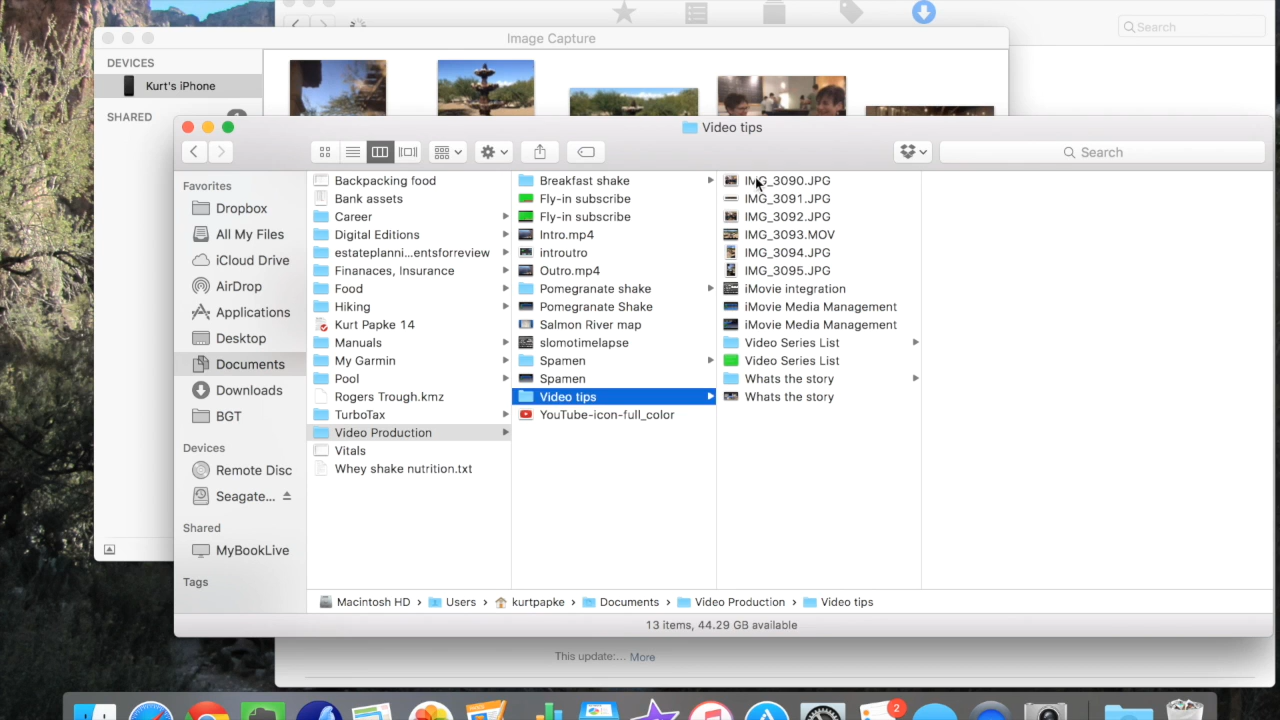 Search
Image Capture
DEVICES
Kurt's iPhone
SHARED
Video tips
Search
Favorites
Dropbox
All My Files
iCloud Drive
AirDrop
Applications
Desktop
Documents
Downloads
BGT
Devices
Remote Disc
Seagate...
Shared
MyBookLive
Tags
Backpacking food
Bank assets
Career
Digital Editions
estateplanni...entsforreview
Finanaces, Insurance
Food
Hiking
Kurt Papke 14
Manuals
My Garmin
Pool
Rogers Trough.kmz
TurboTax
Video Production
Vitals
Whey shake nutrition.txt
Breakfast shake
Fly-in subscribe
Fly-in subscribe
Intro.mp4
introutro
Outro.mp4
Pomegranate shake
Pomegranate Shake
Salmon River map
slomotimelapse
Spamen
Spamen
Video tips
YouTube-icon-full_color
IMG_3090.JPG
IMG_3091.JPG
IMG_3092.JPG
IMG_3093.MOV
IMG_3094.JPG
IMG_3095.JPG
iMovie integration
iMovie Media Management
iMovie Media Management
Video Series List
Video Series List
Whats the story
Whats the story
Macintosh HD › Users › kurtpapke › Documents › Video Production › Video tips
13 items, 44.29 GB available
This update:... More
2